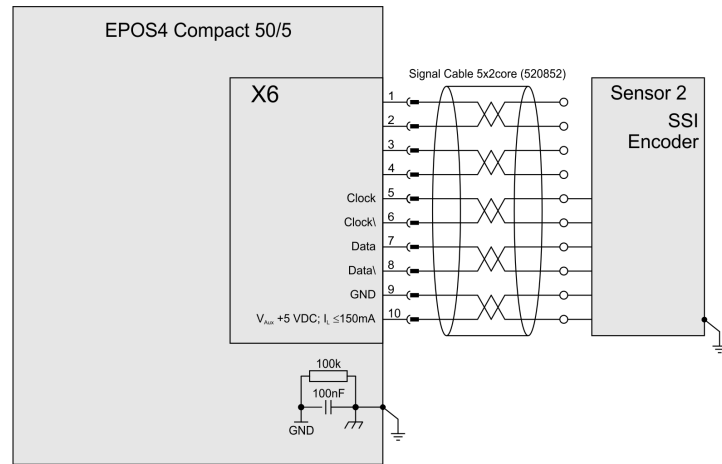 EPOS4 Compact 50/5
Signal Cable 5x2core (520852)
X6
Sensor 2
SSI
Encoder
1
2
3
4
Clock 5
Clock\ 6
Data 7
Data\ 8
GND 9
V_Aux +5 VDC; I_L ≤150mA 10
100k
100nF
GND